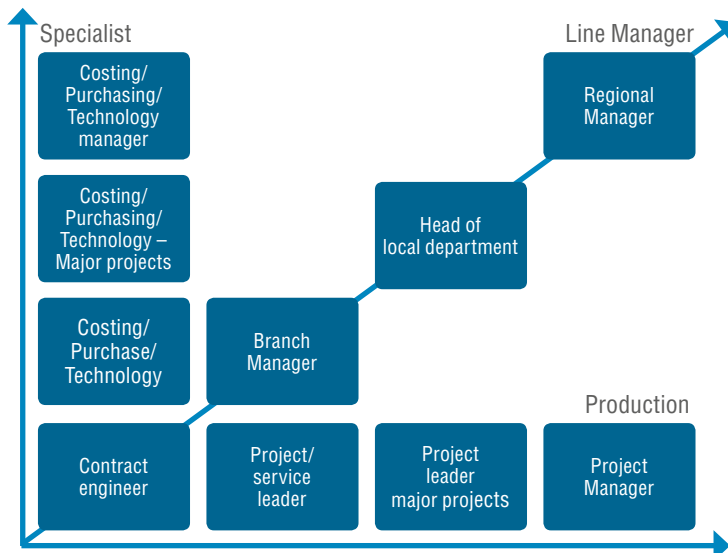 Specialist
Line Manager
Costing/
Purchasing/
Technology
manager
Regional
Manager
Costing/
Purchasing/
Technology –
Major projects
Head of
local department
Costing/
Purchase/
Technology
Branch
Manager
Production
Contract
engineer
Project/
service
leader
Project
leader
major projects
Project
Manager